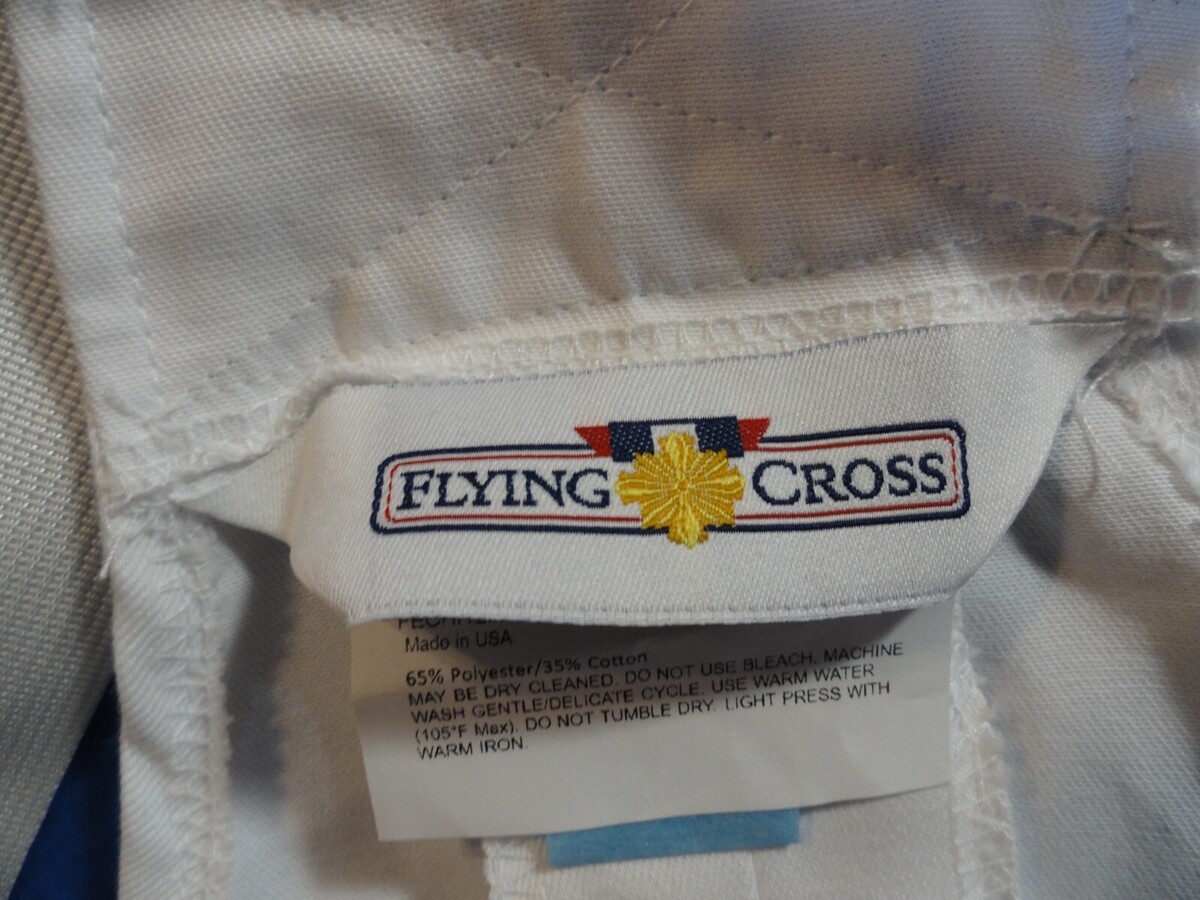 FLYING CROSS
Made in USA
65% Polyester/35% Cotton
MAY BE DRY CLEANED. DO NOT USE BLEACH. MACHINE
WASH GENTLE/DELICATE CYCLE. USE WARM WATER
(105°F Max). DO NOT TUMBLE DRY. LIGHT PRESS WITH
WARM IRON.